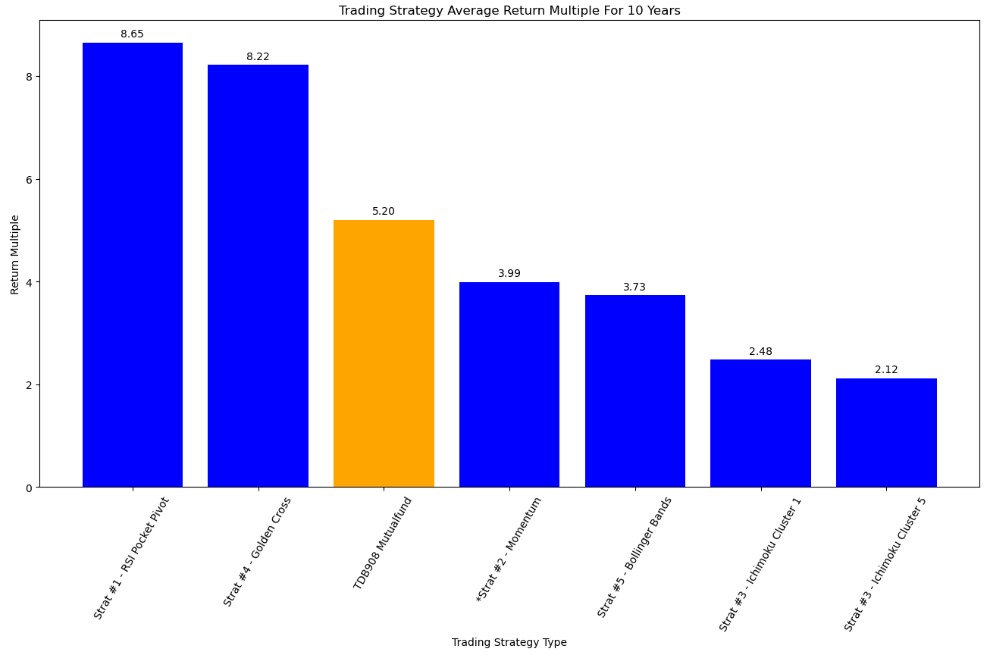 Trading Strategy Average Return Multiple For 10 Years
Return Multiple
8
6
4
2
0
8.65
8.22
5.20
3.99
3.73
2.48
2.12
Strat #1 - RSI Pocket Pivot
Strat #4 - Golden Cross
TDB908 Mutualfund
*Strat #2 - Momentum
Strat #5 - Bollinger Bands
Strat #3 - Ichimoku Cluster 1
Strat #3 - Ichimoku Cluster 5
Trading Strategy Type